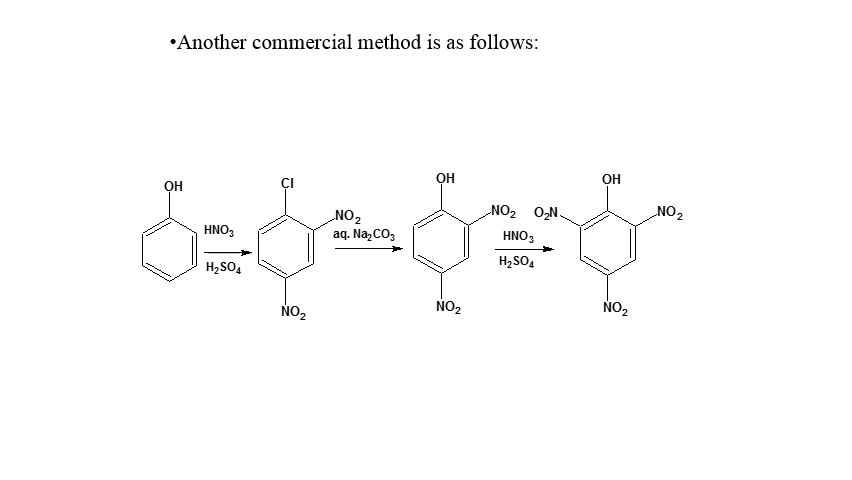 •Another commercial method is as follows:
OH
HNO3
H2SO4
Cl
NO2
NO2
aq. Na2CO3
OH
NO2
NO2
HNO3
H2SO4
OH
O2N
NO2
NO2